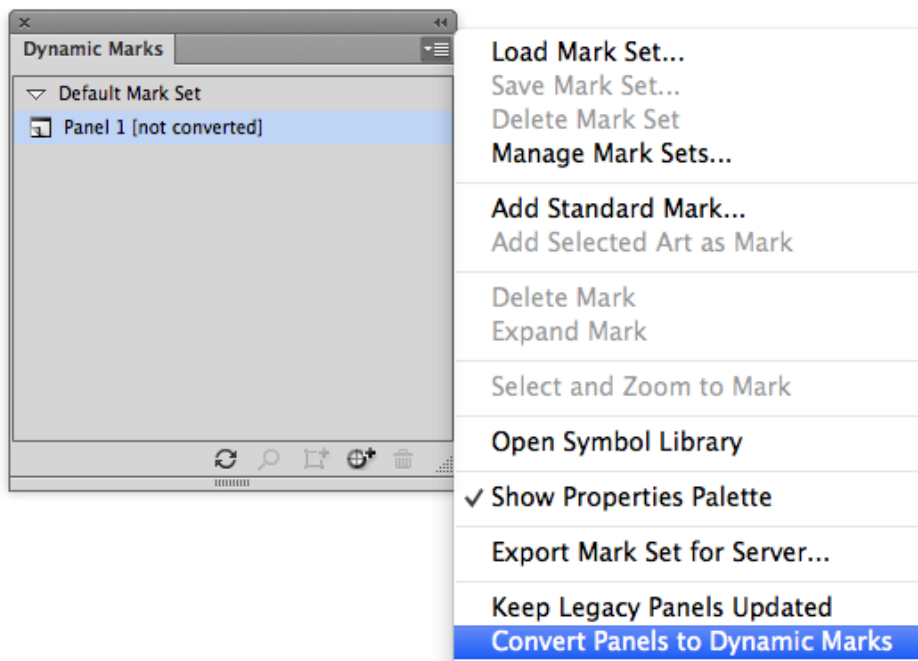 Dynamic Marks
Default Mark Set
Panel 1 [not converted]
Load Mark Set...
Save Mark Set...
Delete Mark Set
Manage Mark Sets...
Add Standard Mark...
Add Selected Art as Mark
Delete Mark
Expand Mark
Select and Zoom to Mark
Open Symbol Library
Show Properties Palette
Export Mark Set for Server...
Keep Legacy Panels Updated
Convert Panels to Dynamic Marks